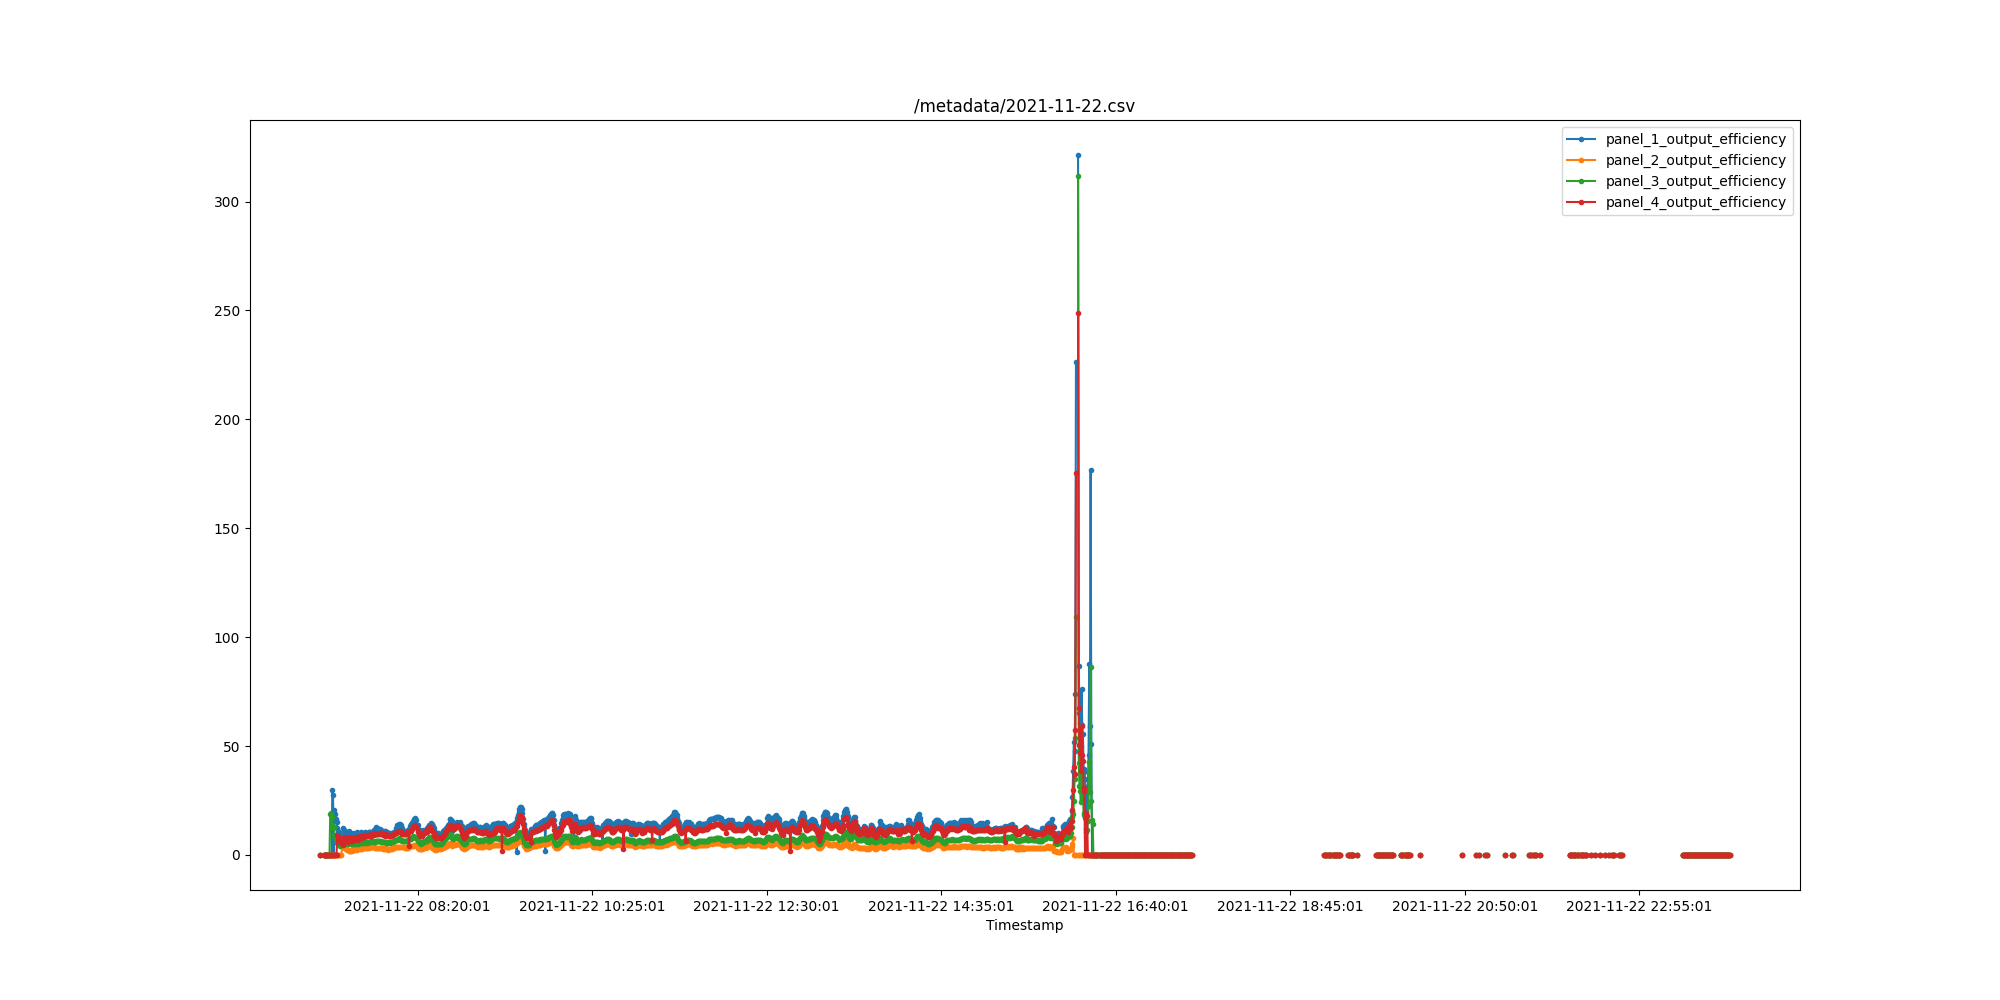 /metadata/2021-11-22.csv
panel_1_output_efficiency
panel_2_output_efficiency
panel_3_output_efficiency
panel_4_output_efficiency
300
250
200
150
100
50
0
2021-11-22 08:20:01 2021-11-22 10:25:01 2021-11-22 12:30:01 2021-11-22 14:35:01 2021-11-22 16:40:01 2021-11-22 18:45:01 2021-11-22 20:50:01 2021-11-22 22:55:01
Timestamp